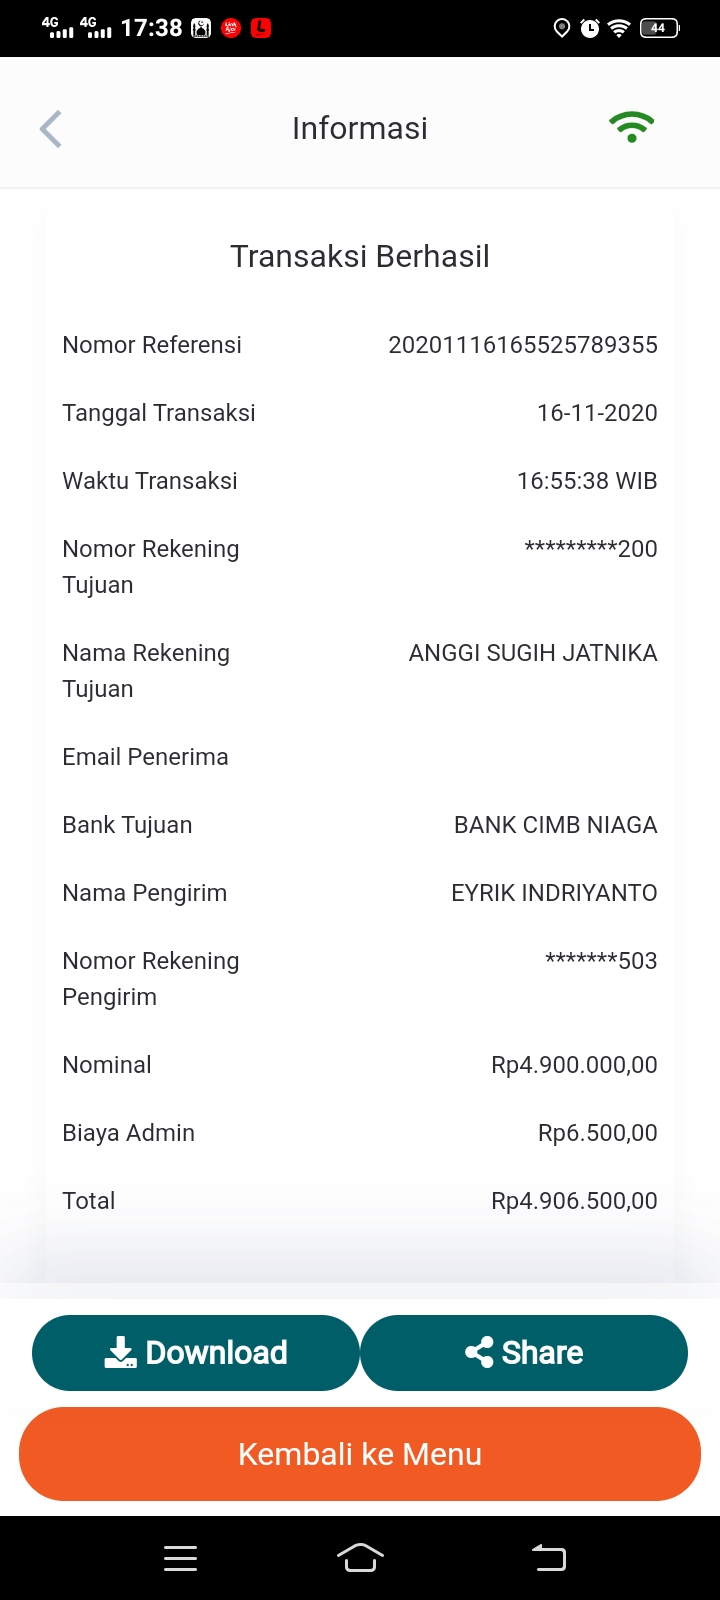 4G 4G 17:38 44
Informasi
Transaksi Berhasil
Nomor Referensi 20201116165525789355
Tanggal Transaksi 16-11-2020
Waktu Transaksi 16:55:38 WIB
Nomor Rekening *********200
Tujuan
Nama Rekening ANGGI SUGIH JATNIKA
Tujuan
Email Penerima
Bank Tujuan BANK CIMB NIAGA
Nama Pengirim EYRIK INDRIYANTO
Nomor Rekening *******503
Pengirim
Nominal Rp4.900.000,00
Biaya Admin Rp6.500,00
Total Rp4.906.500,00
Download Share
Kembali ke Menu